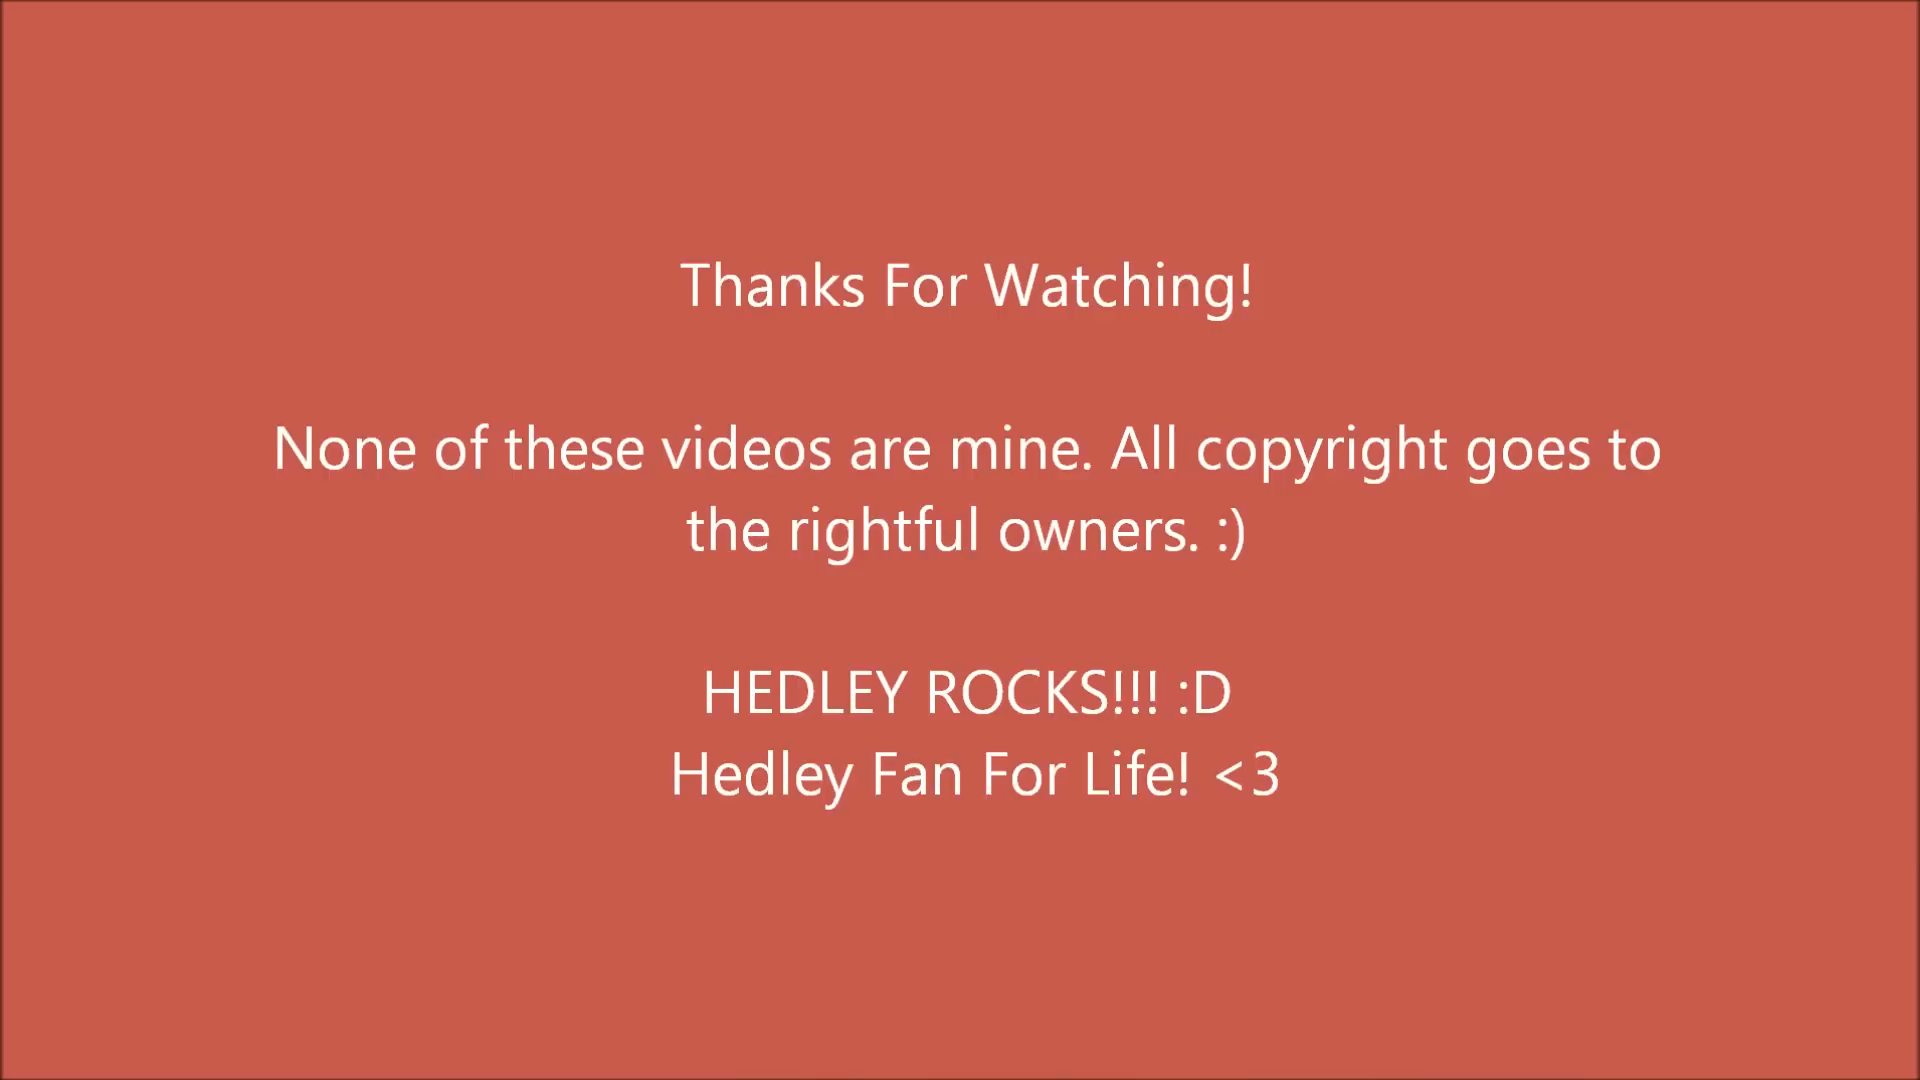 Thanks For Watching!
None of these videos are mine. All copyright goes to
the rightful owners. :)
HEDLEY ROCKS!!! :D
Hedley Fan For Life! <3